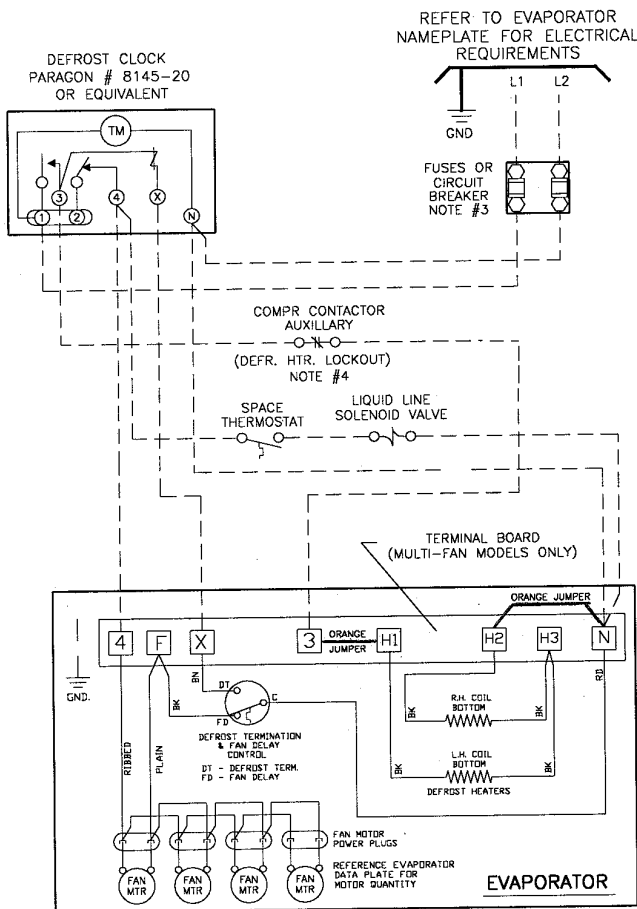 REFER TO EVAPORATOR
NAMEPLATE FOR ELECTRICAL
REQUIREMENTS
DEFROST CLOCK
PARAGON # 8145-20
OR EQUIVALENT
L1 L2
GND
TM
FUSES OR
CIRCUIT
BREAKER
NOTE #3
1 3 2 4 X N
COMPR CONTACTOR
AUXILLARY
(DEFR. HTR. LOCKOUT)
NOTE #4
SPACE
THERMOSTAT
LIQUID LINE
SOLENOID VALVE
TERMINAL BOARD
(MULTI-FAN MODELS ONLY)
ORANGE JUMPER
4 F X 3 ORANGE JUMPER H1 H2 H3 N
GND.
BN
RD
DT
C
BK
FD
BK
BK
R.H. COIL
BOTTOM
DEFROST TERMINATION
& FAN DELAY
CONTROL
DT - DEFROST TERM.
FD - FAN DELAY
RIBBED
PLAIN
L.H. COIL
BOTTOM
BK
BK
DEFROST HEATERS
FAN MOTOR
POWER PLUGS
REFERENCE EVAPORATOR
DATA PLATE FOR
MOTOR QUANTITY
FAN MTR
FAN MTR
FAN MTR
FAN MTR
EVAPORATOR